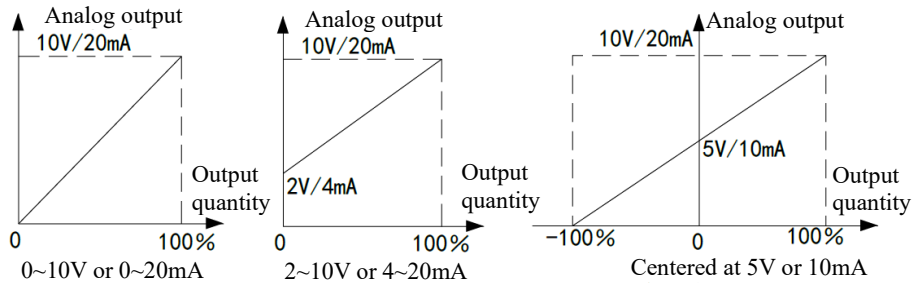 Analog output
10V/20mA
Output
quantity
0
100%
0~10V or 0~20mA
Analog output
10V/20mA
2V/4mA
Output
quantity
0
100%
2~10V or 4~20mA
Analog output
10V/20mA
5V/10mA
Output
quantity
-100%
0
100%
Centered at 5V or 10mA